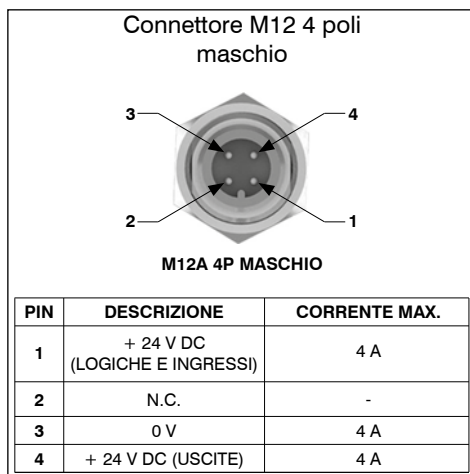 Connettore M12 4 poli
maschio
3
4
2
1
M12A 4P MASCHIO
PIN DESCRIZIONE CORRENTE MAX.
1 + 24 V DC (LOGICHE E INGRESSI) 4 A
2 N.C. -
3 0 V 4 A
4 + 24 V DC (USCITE) 4 A